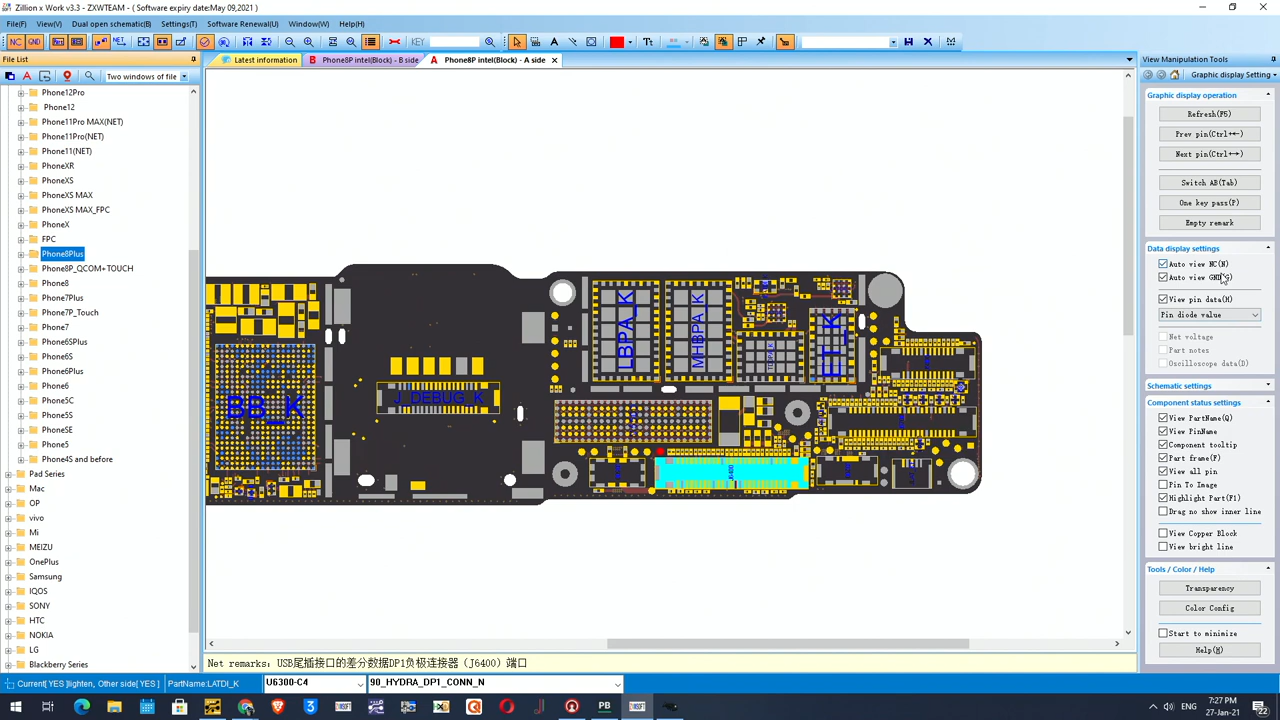 Zillion x Work v3.3 - ZXWTEAM - ( Software expiry date:May 09,2021 )
File(F) View(V) Dual open schematic(B) Settings(T) Software Renewal(U) Window(W) Help(H)
NC GND NET KEY
File List
Latest information
Phone8P intel(Block) - B side
Phone8P intel(Block) - A side
View Manipulation Tools
Two windows of file
Graphic display Setting
Phone12Pro
Phone12
Phone11Pro MAX(NET)
Phone11Pro(NET)
Phone11(NET)
PhoneXR
PhoneXS
PhoneXS MAX
PhoneXS MAX_FPC
PhoneX
FPC
Phone8Plus
Phone8P_QCOM+TOUCH
Phone8
Phone7Plus
Phone7P_Touch
Phone7
Phone6SPlus
Phone6S
Phone6Plus
Phone6
Phone5C
Phone5S
PhoneSE
Phone5
Phone4S and before
Pad Series
Mac
OP
vivo
Mi
MEIZU
OnePlus
Samsung
IQOS
SONY
HTC
NOKIA
LG
Blackberry Series
BB_K
J_DEBUG_K
LBPA_K
MHBPA_K
ET_K
J6400
Graphic display operation
Refresh(F5)
Prev pin(Ctrl+←)
Next pin(Ctrl+→)
Switch AB(Tab)
One key pass(P)
Empty remark
Data display settings
Auto view NC(N)
Auto view GND(G)
View pin data(M)
Pin diode value
Net voltage
Part notes
Oscilloscope data(D)
Schematic settings
Component status settings
View PartName(Q)
View PinName
Component tooltip
Part frame(P)
View all pin
Pin To Image
Highlight Part(F1)
Drag no show inner line
View Copper Block
View bright line
Tools / Color / Help
Transparency
Color Config
Start to minimize
Help(H)
Net remarks: USB尾插接口的差分数据DP1负极连接器（J6400）端口
Current[ YES ]lighten, Other side[ YES ]
PartName:LATDI_K
U6300-C4
90_HYDRA_DP1_CONN_N
PB
ENG
7:27 PM
27-Jan-21
22